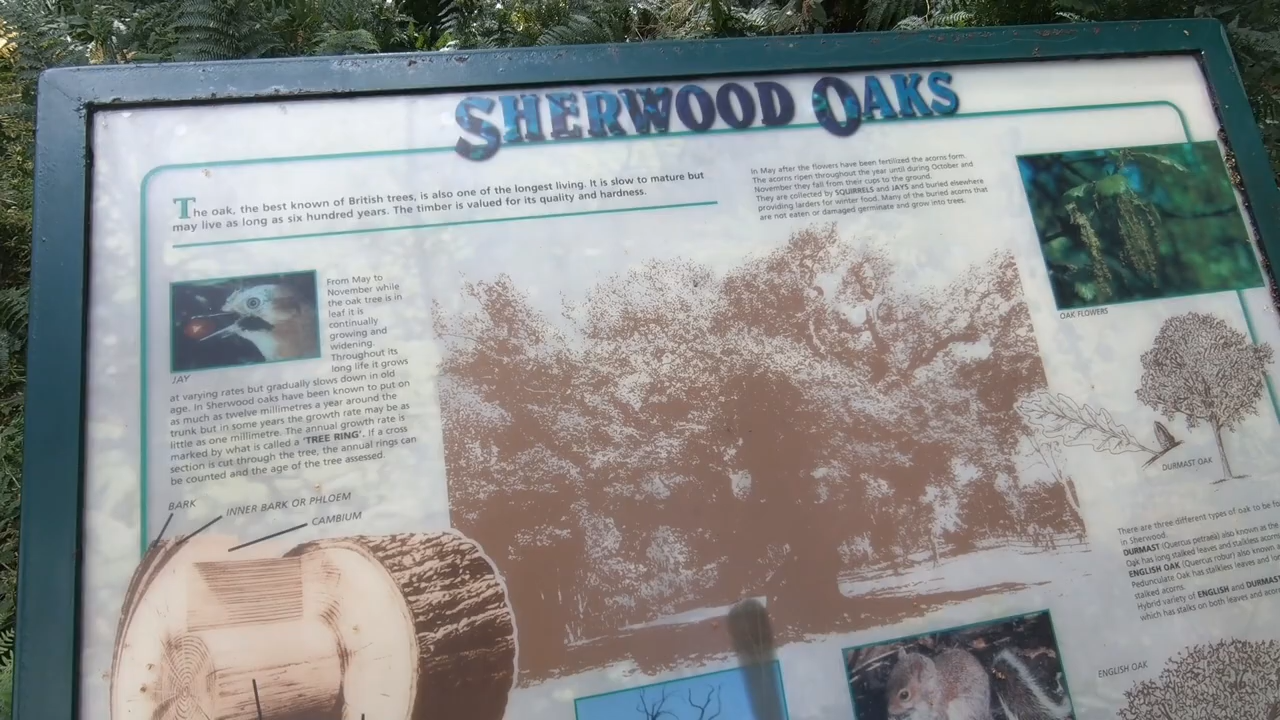 SHERWOOD OAKS
The oak, the best known of British trees, is also one of the longest living. It is slow to mature but
may live as long as six hundred years. The timber is valued for its quality and hardness.
In May after the flowers have been fertilized the acorns form.
The acorns ripen throughout the year until during October and
November they fall from their cups to the ground.
They are collected by SQUIRRELS and JAYS and buried elsewhere
providing larders for winter food. Many of the buried acorns that
are not eaten or damaged germinate and grow into trees.
OAK FLOWERS
From May to
November while
the oak tree is in
leaf it is
continually
growing and
widening.
Throughout its
long life it grows
JAY
at varying rates but gradually slows down in old
age. In Sherwood oaks have been known to put on
as much as twelve millimetres a year around the
trunk but in some years the growth rate may be as
little as one millimetre. The annual growth rate is
marked by what is called a 'TREE RING'. If a cross
section is cut through the tree, the annual rings can
be counted and the age of the tree assessed.
BARK
INNER BARK OR PHLOEM
CAMBIUM
DURMAST OAK
There are three different types of oak to be
in Sherwood.
DURMAST (Quercus petraea) also known as the
Oak has long stalked leaves and stalkless
ENGLISH OAK (Quercus robur) also known
Pedunculate Oak has stalkless leaves and
stalked acorns.
Hybrid variety of ENGLISH and DURMAST
which has stalks on both leaves and
ENGLISH OAK